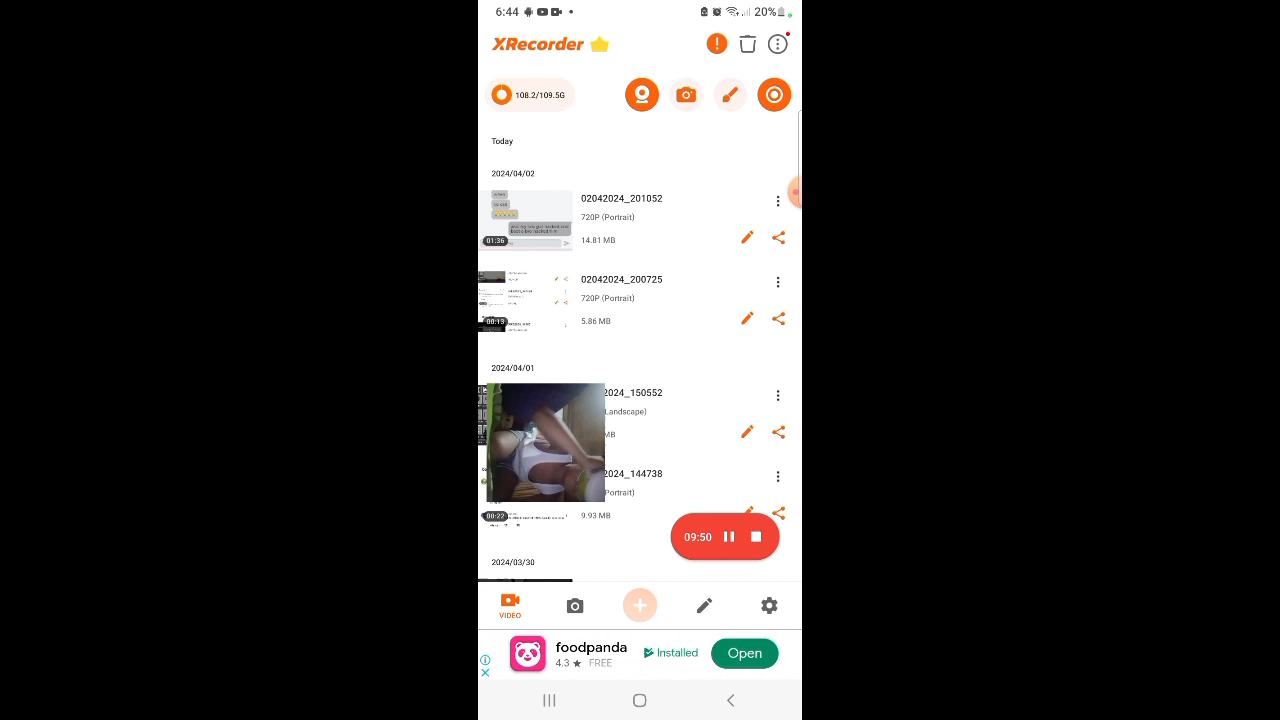 6:44
20%
XRecorder
108.2/109.5G
Today
2024/04/02
02042024_201052
720P (Portrait)
01:36
14.81 MB
02042024_200725
720P (Portrait)
00:13
5.86 MB
2024/04/01
2024_150552
Landscape)
MB
2024_144738
Portrait)
00:22
9.93 MB
09:50
2024/03/30
VIDEO
foodpanda
4.3 ★ FREE
Installed
Open